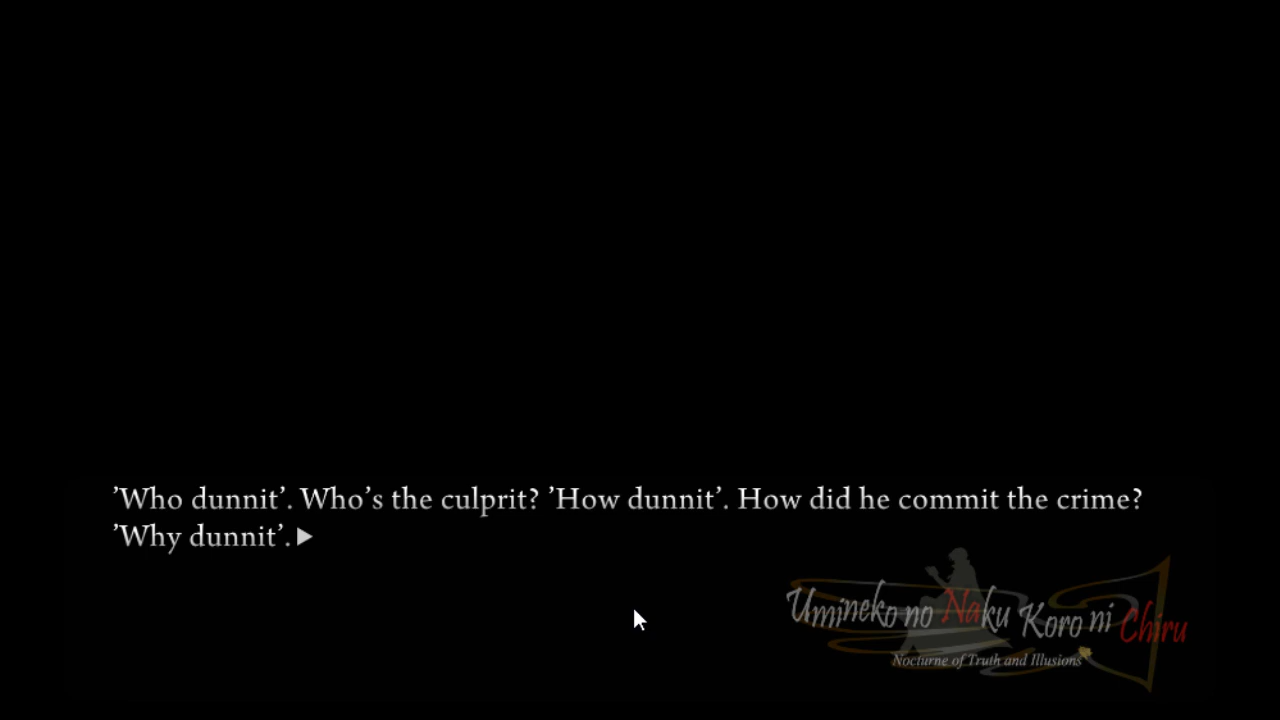 ’Who dunnit’. Who’s the culprit? ’How dunnit’. How did he commit the crime?
’Why dunnit’.
Umineko no Naku Koro ni Chiru
Nocturne of Truth and Illusions